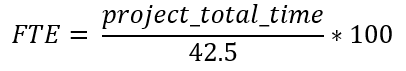 FTE = project_total_time / 42.5 * 100